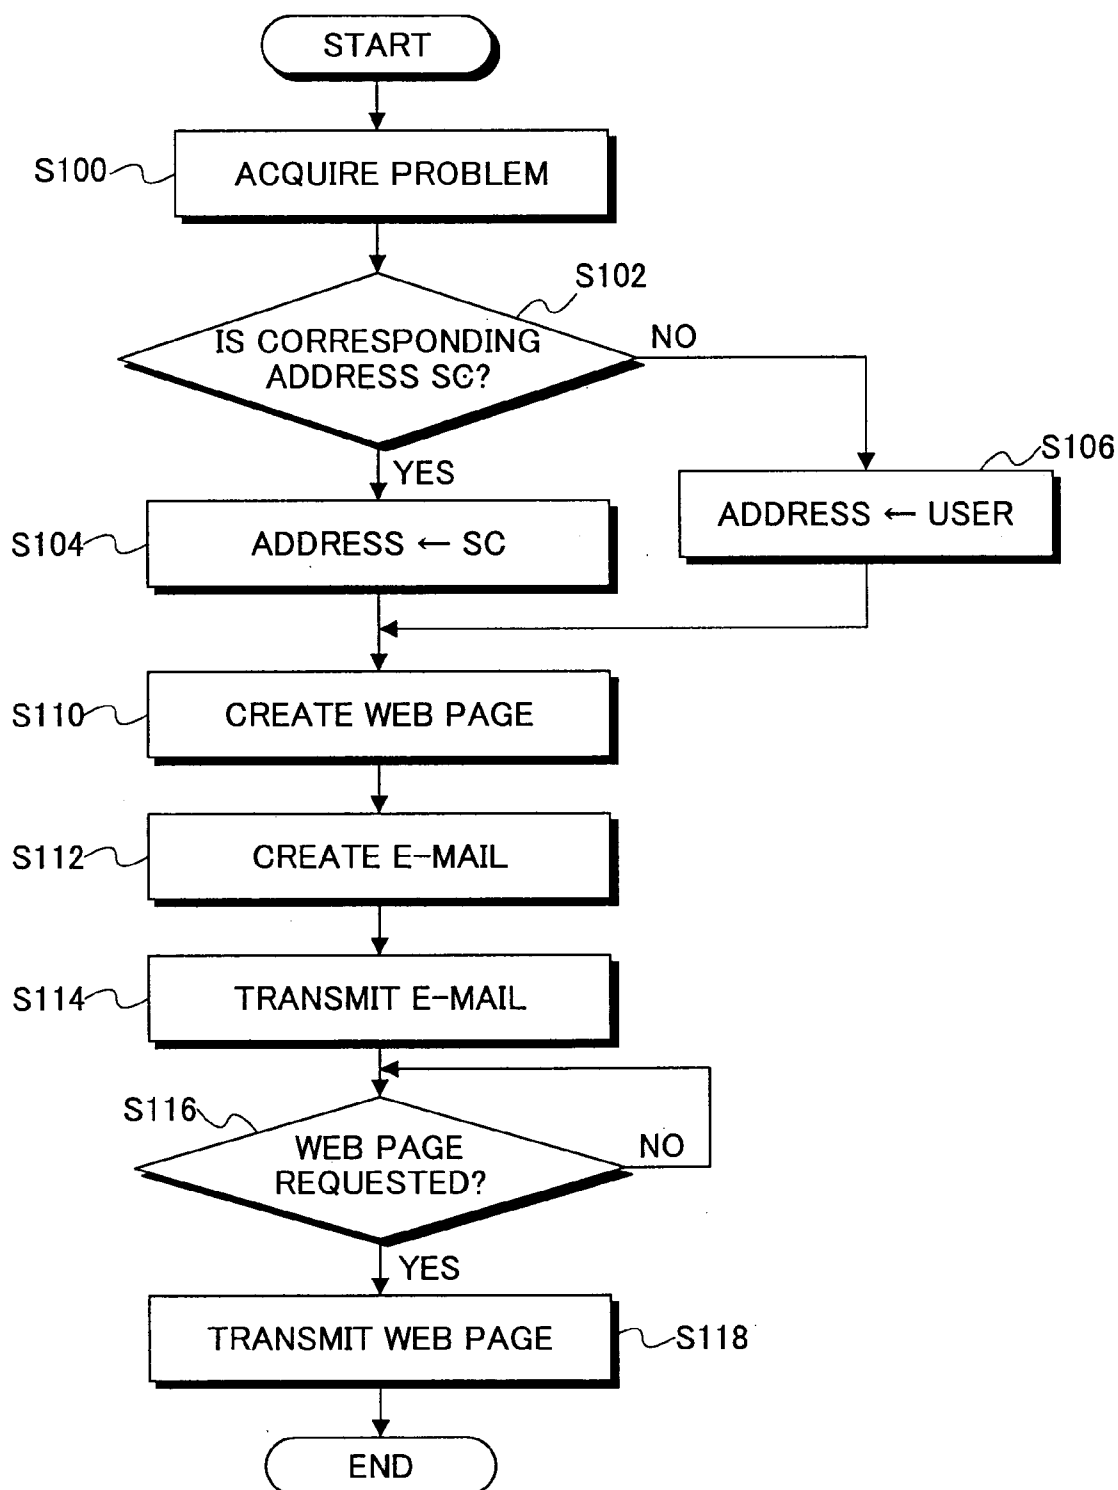 START
S100
ACQUIRE PROBLEM
S102
IS CORRESPONDING
ADDRESS SC?
NO
YES
S106
ADDRESS ← USER
S104
ADDRESS ← SC
S110
CREATE WEB PAGE
S112
CREATE E-MAIL
S114
TRANSMIT E-MAIL
S116
WEB PAGE
REQUESTED?
NO
YES
TRANSMIT WEB PAGE
S118
END